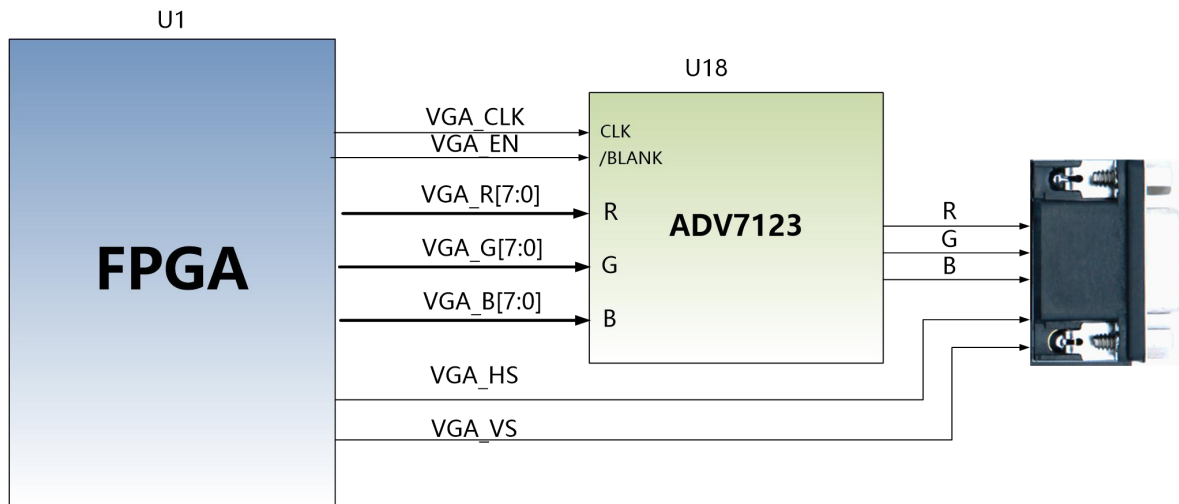 U1
U18
VGA_CLK
CLK
VGA_EN
/BLANK
VGA_R[7:0]
R
ADV7123
R
VGA_G[7:0]
G
G
FPGA
B
VGA_B[7:0]
B
VGA_HS
VGA_VS